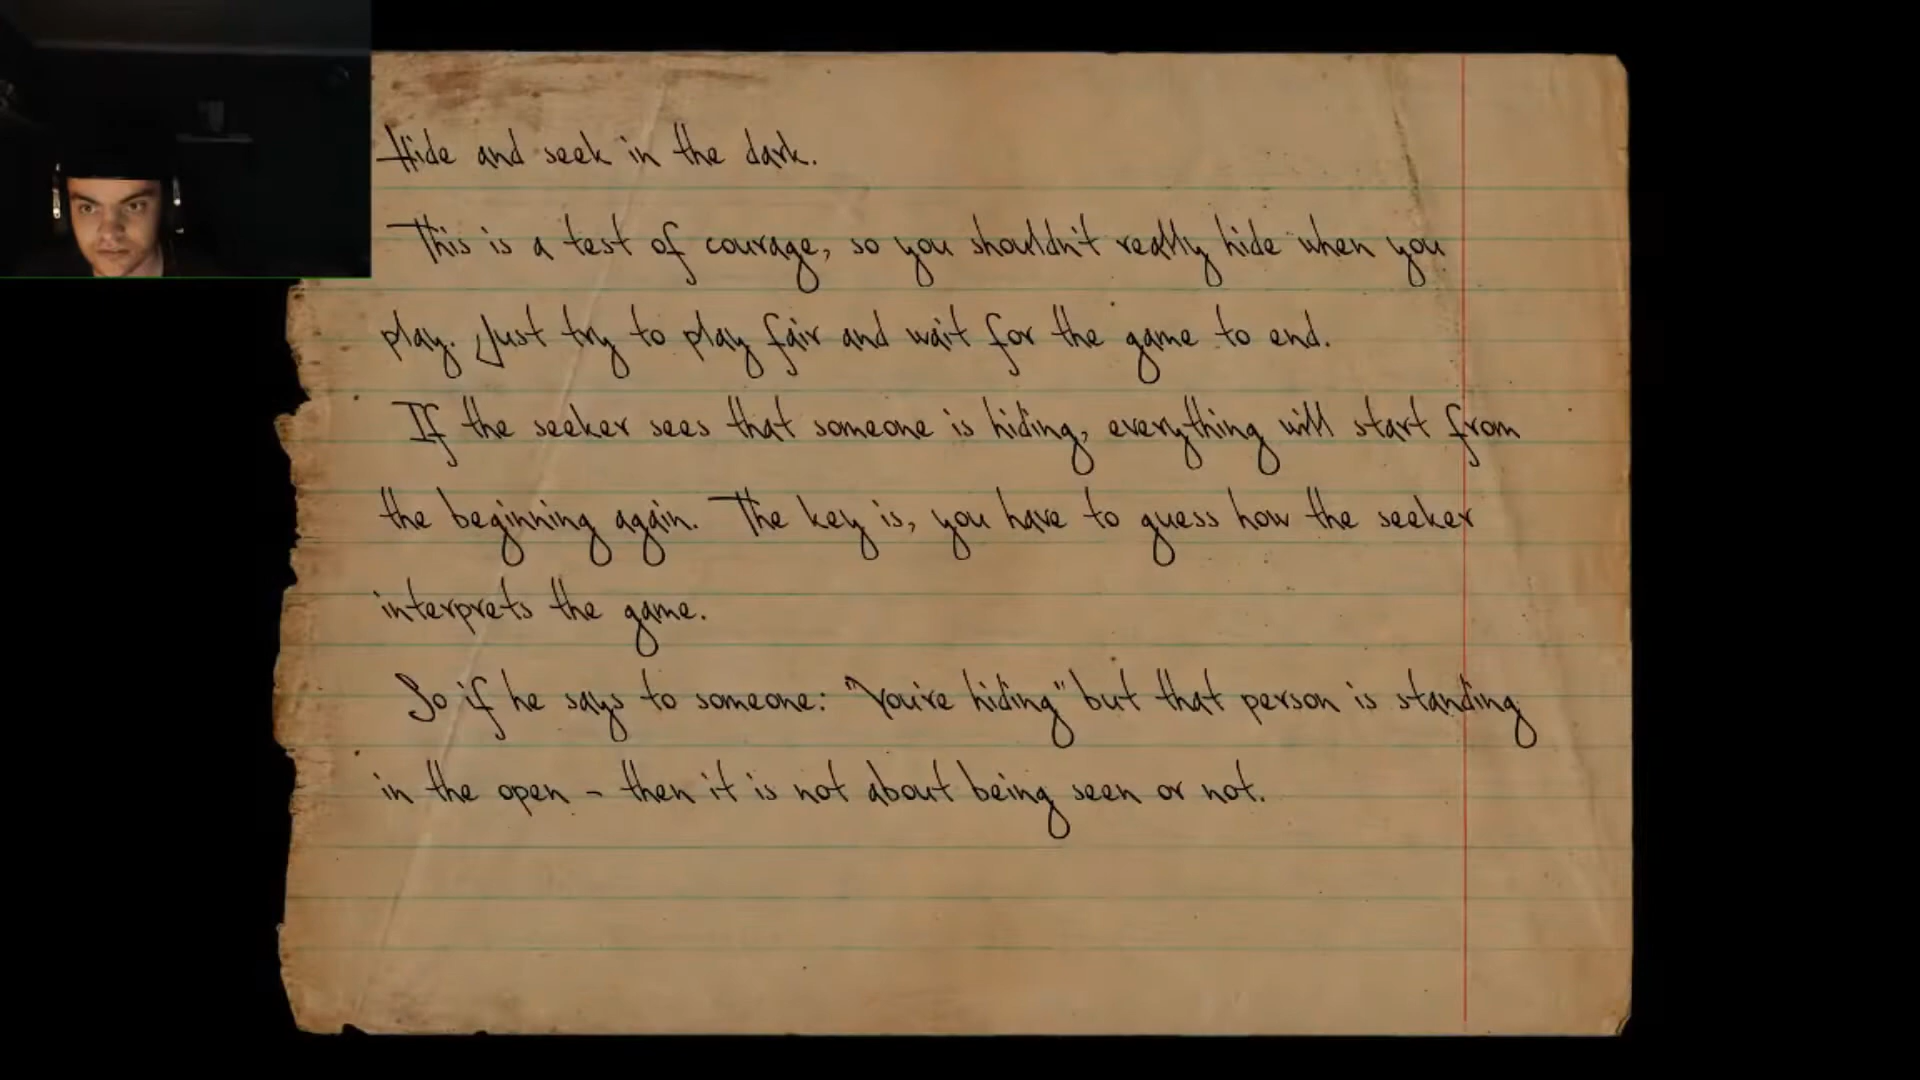 Hide and seek in the dark.
This is a test of courage, so you shouldn't really hide when you
play. Just try to play fair and wait for the game to end.
If the seeker sees that someone is hiding, everything will start from
the beginning again. The key is, you have to guess how the seeker
interprets the game.
So if he says to someone: "You're hiding" but that person is standing
in the open - then it is not about being seen or not.